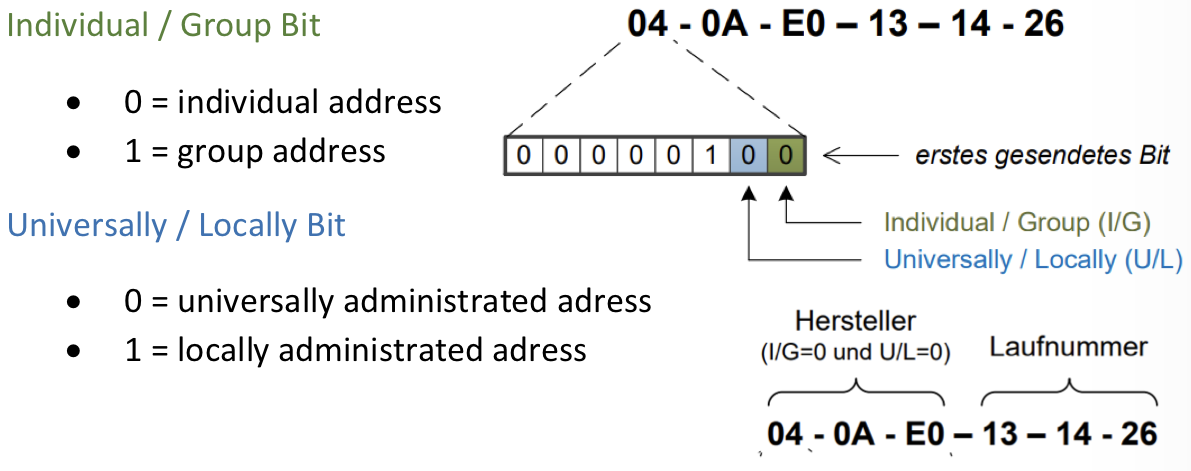 Individual / Group Bit
• 0 = individual address
• 1 = group address
Universally / Locally Bit
• 0 = universally administrated adress
• 1 = locally administrated adress
04 - 0A - E0 – 13 – 14 - 26
0 0 0 0 0 1 0 0
erstes gesendetes Bit
Individual / Group (I/G)
Universally / Locally (U/L)
Hersteller
(I/G=0 und U/L=0)
Laufnummer
04 - 0A - E0 – 13 – 14 - 26